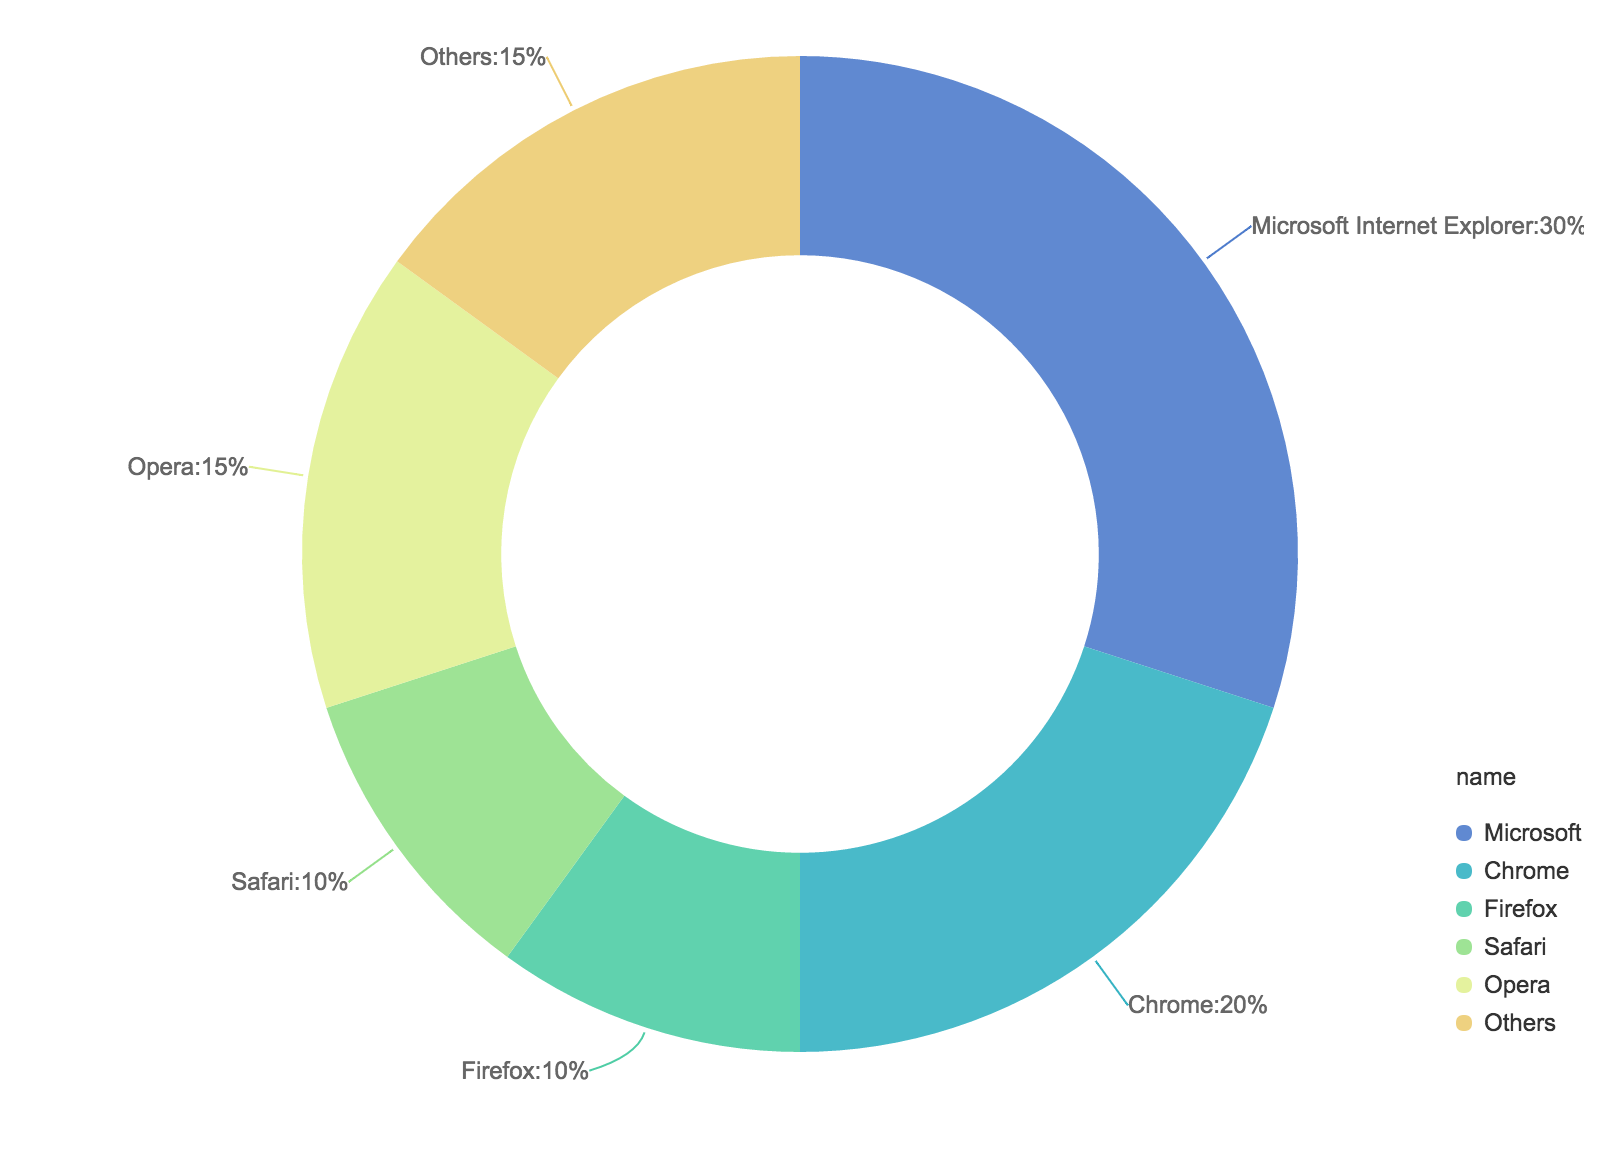 Others:15%
Microsoft Internet Explorer:30%
Opera:15%
Safari:10%
Chrome:20%
Firefox:10%
name
Microsoft
Chrome
Firefox
Safari
Opera
Others